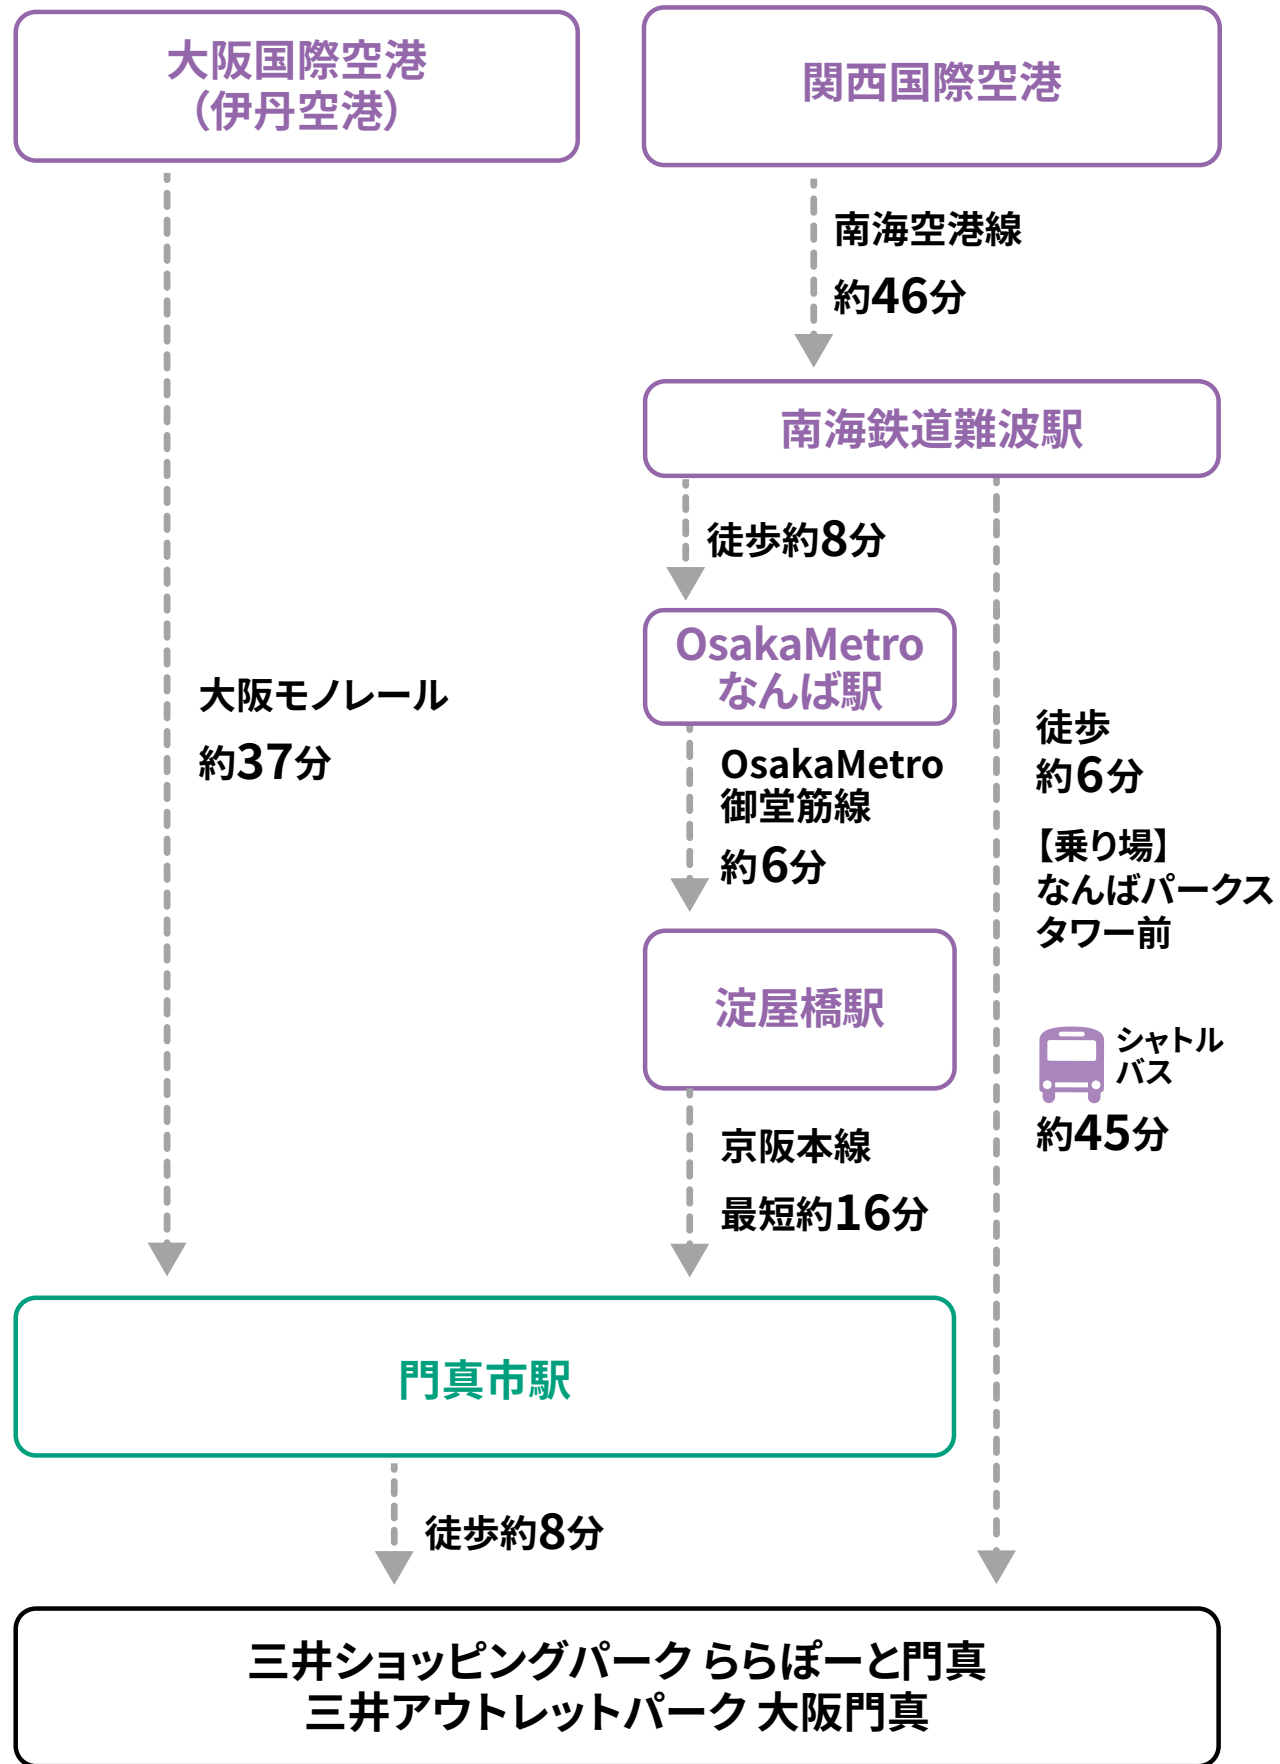 大阪国際空港
（伊丹空港）
関西国際空港
南海空港線
約46分
南海鉄道難波駅
徒歩約8分
OsakaMetro
なんば駅
大阪モノレール
約37分
OsakaMetro
御堂筋線
約6分
徒歩
約6分
【乗り場】
なんばパークス
タワー前
淀屋橋駅
シャトル
バス
約45分
京阪本線
最短約16分
門真市駅
徒歩約8分
三井ショッピングパーク ららぽーと門真
三井アウトレットパーク 大阪門真